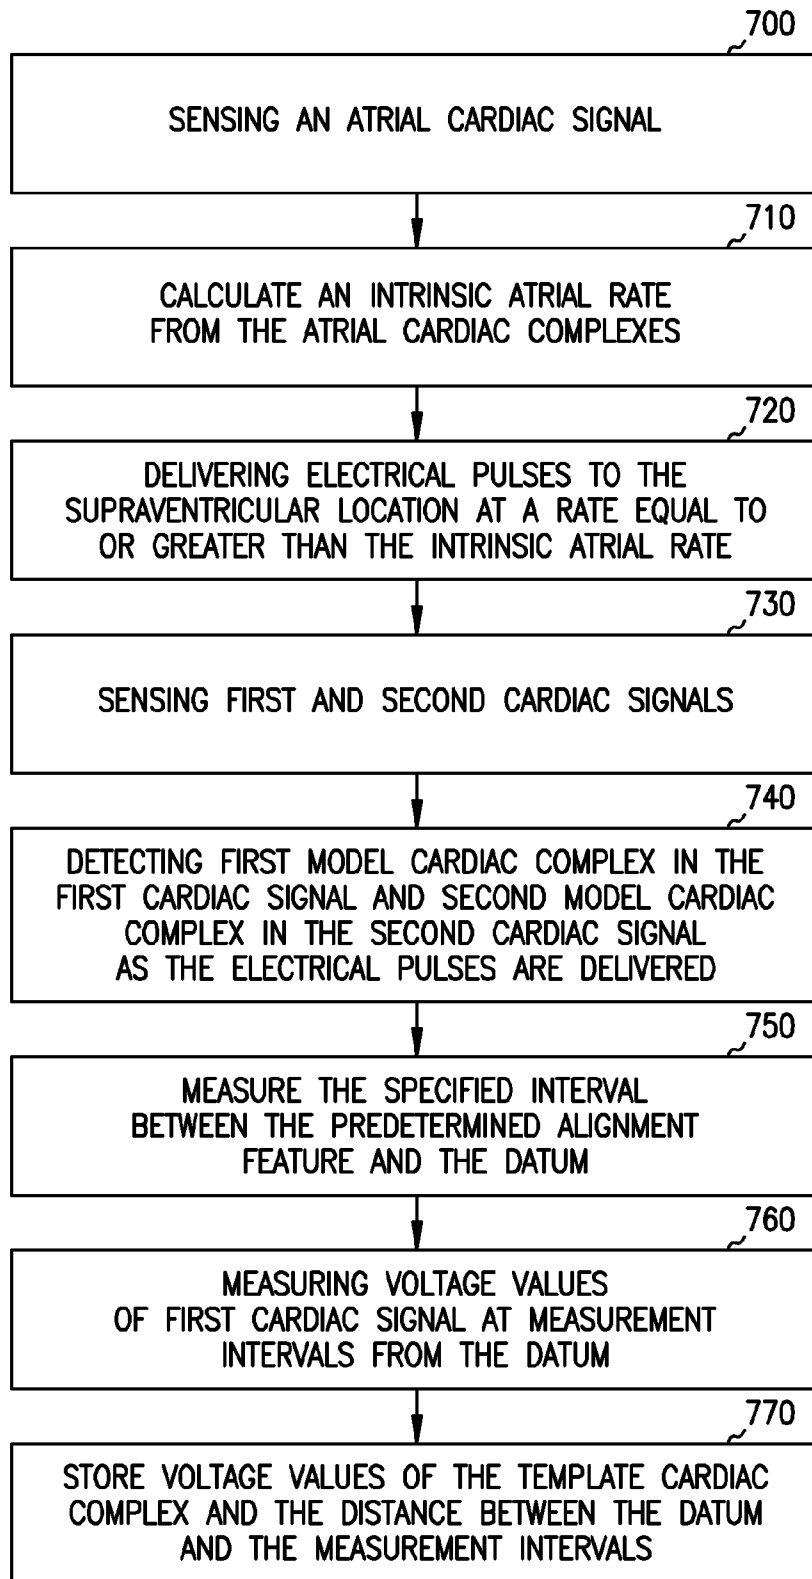 700
SENSING AN ATRIAL CARDIAC SIGNAL
710
CALCULATE AN INTRINSIC ATRIAL RATE
FROM THE ATRIAL CARDIAC COMPLEXES
720
DELIVERING ELECTRICAL PULSES TO THE
SUPRAVENTRICULAR LOCATION AT A RATE EQUAL TO
OR GREATER THAN THE INTRINSIC ATRIAL RATE
730
SENSING FIRST AND SECOND CARDIAC SIGNALS
740
DETECTING FIRST MODEL CARDIAC COMPLEX IN THE
FIRST CARDIAC SIGNAL AND SECOND MODEL CARDIAC
COMPLEX IN THE SECOND CARDIAC SIGNAL
AS THE ELECTRICAL PULSES ARE DELIVERED
750
MEASURE THE SPECIFIED INTERVAL
BETWEEN THE PREDETERMINED ALIGNMENT
FEATURE AND THE DATUM
760
MEASURING VOLTAGE VALUES
OF FIRST CARDIAC SIGNAL AT MEASUREMENT
INTERVALS FROM THE DATUM
770
STORE VOLTAGE VALUES OF THE TEMPLATE CARDIAC
COMPLEX AND THE DISTANCE BETWEEN THE DATUM
AND THE MEASUREMENT INTERVALS